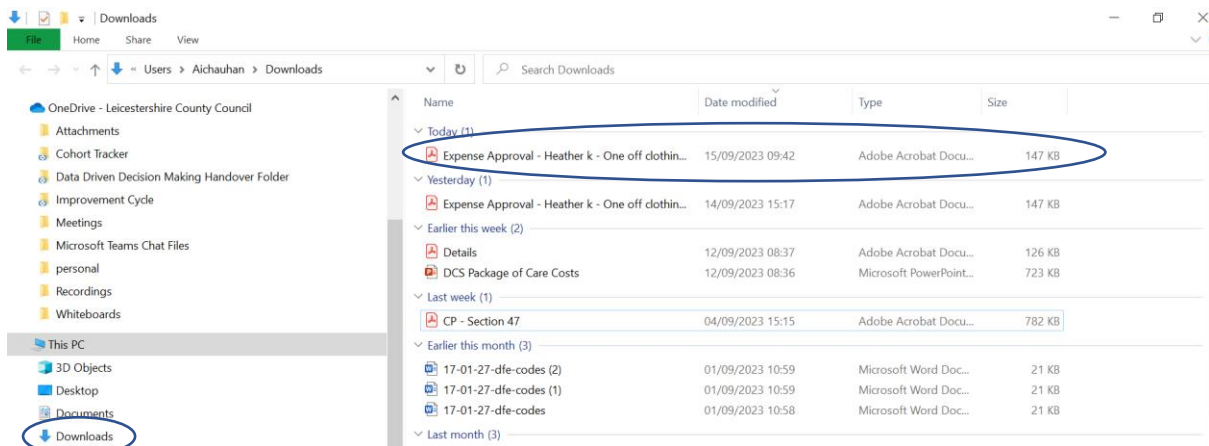 Downloads
File Home Share View
« Users > Aichauhan > Downloads
Search Downloads
OneDrive - Leicestershire County Council
Attachments
Cohort Tracker
Data Driven Decision Making Handover Folder
Improvement Cycle
Meetings
Microsoft Teams Chat Files
personal
Recordings
Whiteboards
This PC
3D Objects
Desktop
Documents
Downloads
Name Date modified Type Size
Today (1)
Expense Approval - Heather k - One off clothin... 15/09/2023 09:42 Adobe Acrobat Docu... 147 KB
Yesterday (1)
Expense Approval - Heather k - One off clothin... 14/09/2023 15:17 Adobe Acrobat Docu... 147 KB
Earlier this week (2)
Details 12/09/2023 08:37 Adobe Acrobat Docu... 126 KB
DCS Package of Care Costs 12/09/2023 08:36 Microsoft PowerPoint... 723 KB
Last week (1)
CP - Section 47 04/09/2023 15:15 Adobe Acrobat Docu... 782 KB
Earlier this month (3)
17-01-27-dfe-codes (2) 01/09/2023 10:59 Microsoft Word Doc... 21 KB
17-01-27-dfe-codes (1) 01/09/2023 10:59 Microsoft Word Doc... 21 KB
17-01-27-dfe-codes 01/09/2023 10:58 Microsoft Word Doc... 21 KB
Last month (3)